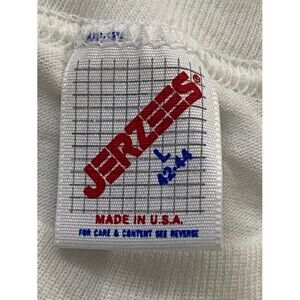 JERZEES®
L
42-44
MADE IN U.S.A.
FOR CARE & CONTENT SEE REVERSE